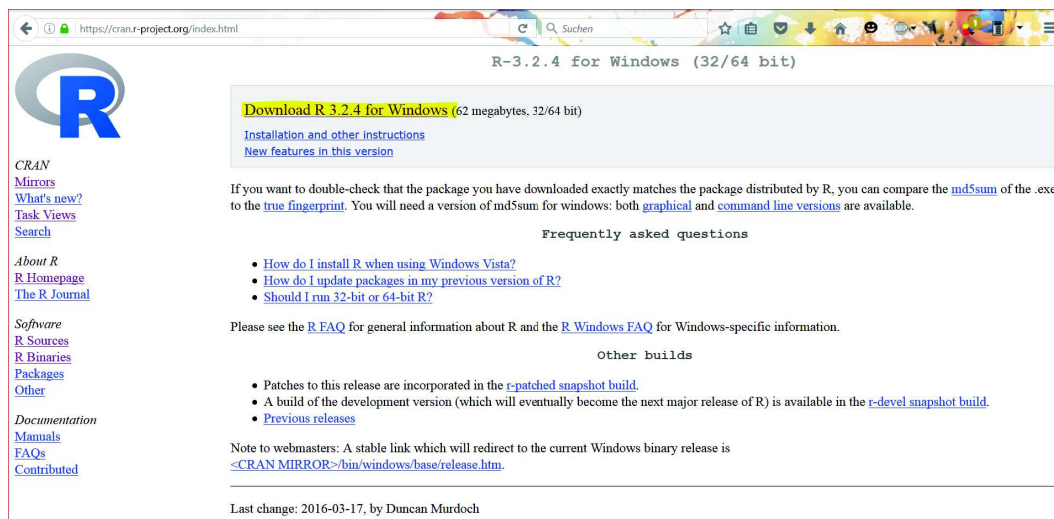 https://cran.r-project.org/index.html
Suchen
1
R-3.2.4 for Windows (32/64 bit)
R
Download R 3.2.4 for Windows (62 megabytes, 32/64 bit)
Installation and other instructions
New features in this version
CRAN
Mirrors
What's new?
Task Views
Search
About R
R Homepage
The R Journal
Software
R Sources
R Binaries
Packages
Other
Documentation
Manuals
FAQs
Contributed
If you want to double-check that the package you have downloaded exactly matches the package distributed by R, you can compare the md5sum of the .exe
to the true fingerprint. You will need a version of md5sum for windows: both graphical and command line versions are available.
Frequently asked questions
• How do I install R when using Windows Vista?
• How do I update packages in my previous version of R?
• Should I run 32-bit or 64-bit R?
Please see the R FAQ for general information about R and the R Windows FAQ for Windows-specific information.
Other builds
• Patches to this release are incorporated in the r-patched snapshot build.
• A build of the development version (which will eventually become the next major release of R) is available in the r-devel snapshot build.
• Previous releases
Note to webmasters: A stable link which will redirect to the current Windows binary release is
<CRAN MIRROR>/bin/windows/base/release.htm.
Last change: 2016-03-17, by Duncan Murdoch